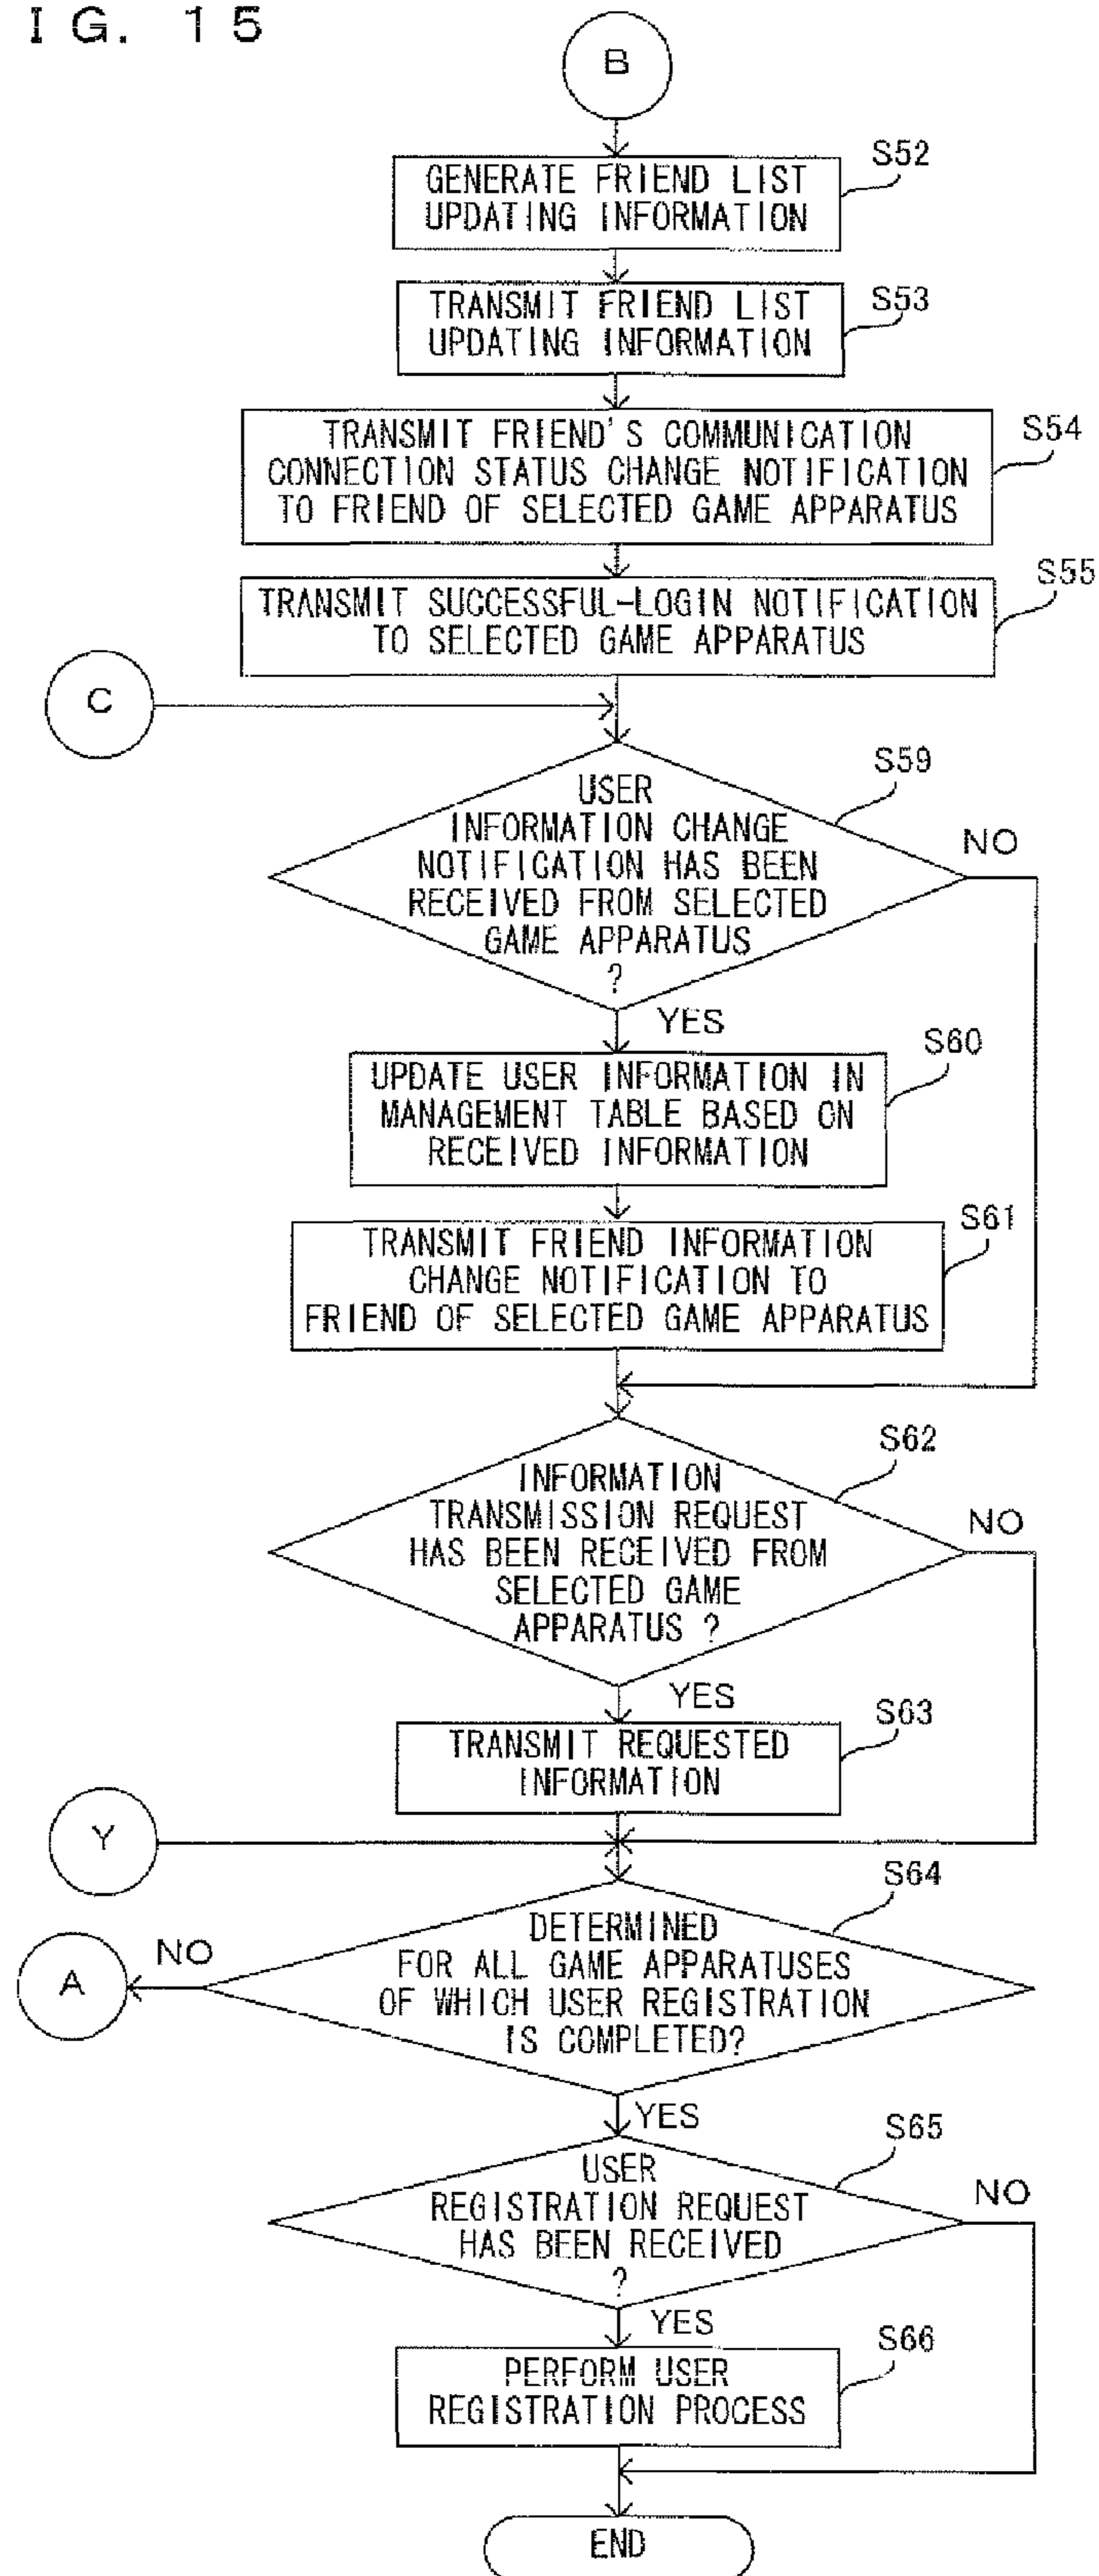 IG. 15
B
S52
GENERATE FRIEND LIST
UPDATING INFORMATION
S53
TRANSMIT FRIEND LIST
UPDATING INFORMATION
S54
TRANSMIT FRIEND'S COMMUNICATION
CONNECTION STATUS CHANGE NOTIFICATION
TO FRIEND OF SELECTED GAME APPARATUS
S55
TRANSMIT SUCCESSFUL-LOGIN NOTIFICATION
TO SELECTED GAME APPARATUS
C
S59
USER
INFORMATION CHANGE
NOTIFICATION HAS BEEN
RECEIVED FROM SELECTED
GAME APPARATUS
?
NO
YES
S60
UPDATE USER INFORMATION IN
MANAGEMENT TABLE BASED ON
RECEIVED INFORMATION
S61
TRANSMIT FRIEND INFORMATION
CHANGE NOTIFICATION TO
FRIEND OF SELECTED GAME APPARATUS
S62
INFORMATION
TRANSMISSION REQUEST
HAS BEEN RECEIVED FROM
SELECTED GAME
APPARATUS ?
NO
YES
S63
TRANSMIT REQUESTED
INFORMATION
Y
S64
DETERMINED
FOR ALL GAME APPARATUSES
OF WHICH USER REGISTRATION
IS COMPLETED?
NO
A
YES
S65
USER
REGISTRATION REQUEST
HAS BEEN RECEIVED
?
NO
YES
S66
PERFORM USER
REGISTRATION PROCESS
END